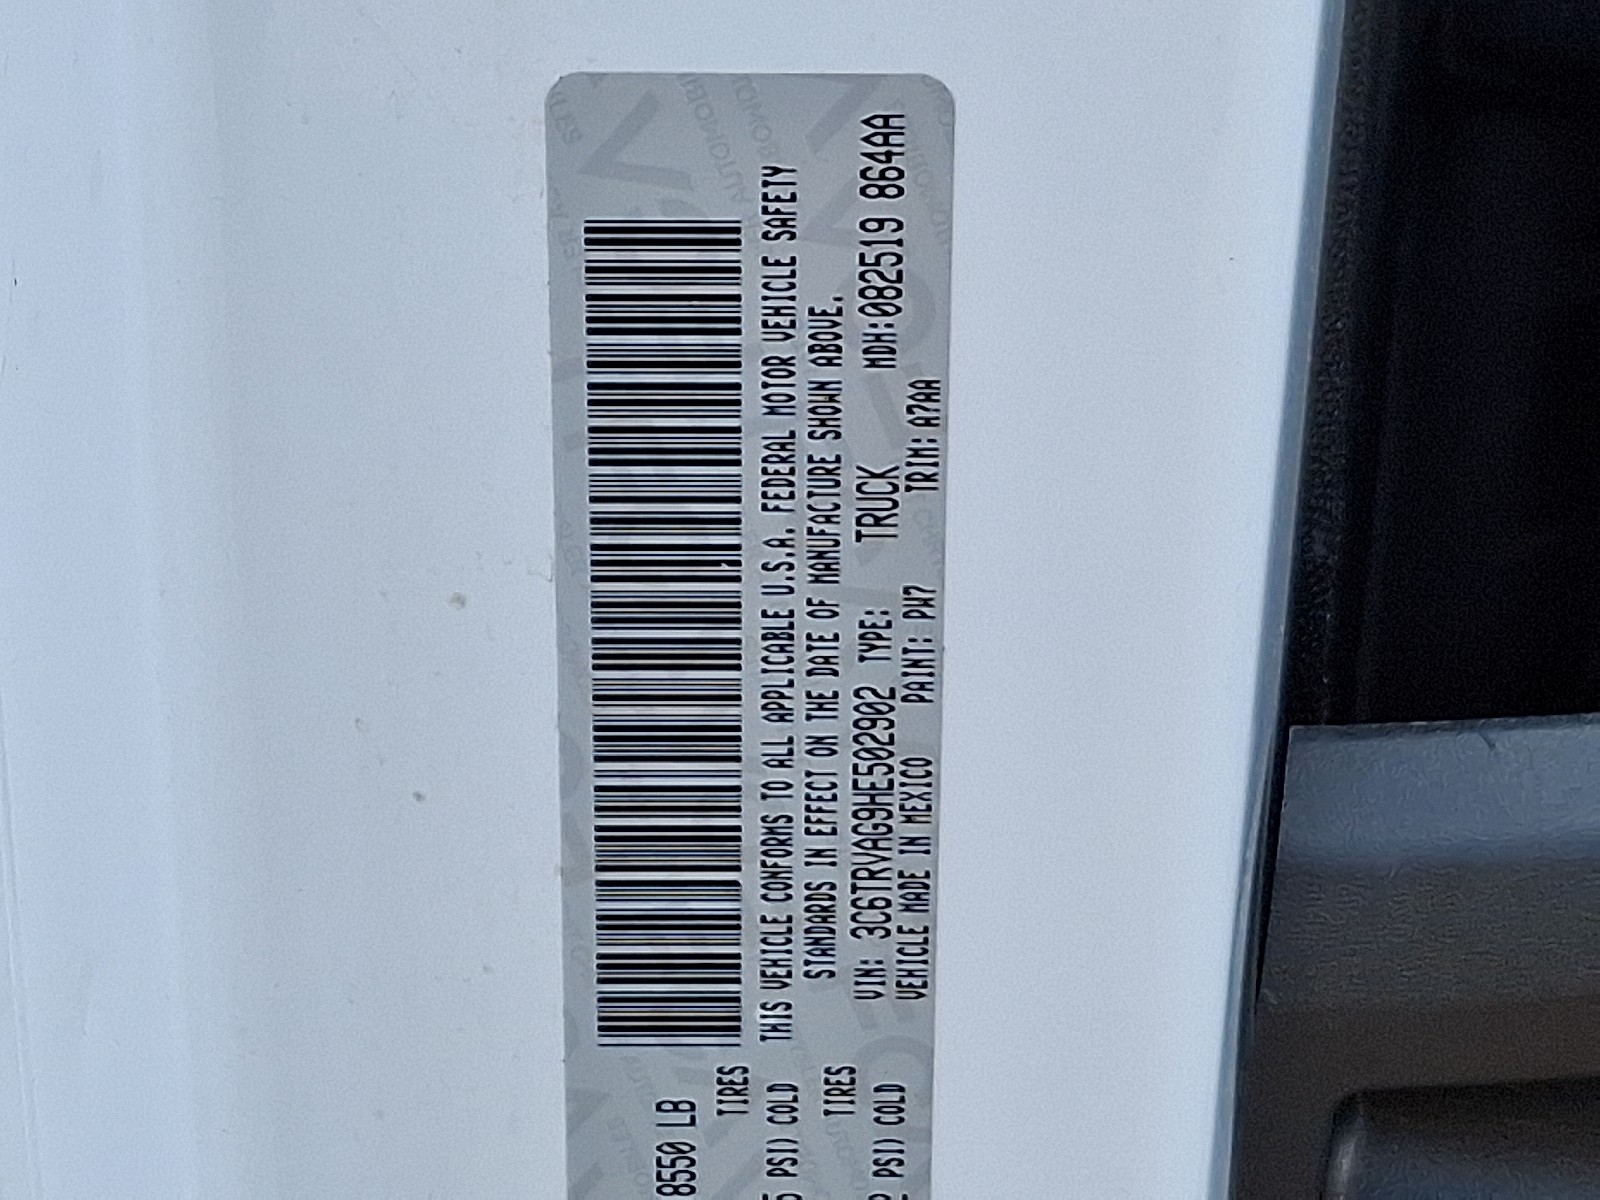 8550 LB
TIRES
PSI) COLD
THIS VEHICLE CONFORMS TO ALL APPLICABLE U.S.A. FEDERAL MOTOR VEHICLE SAFETY
STANDARDS IN EFFECT ON THE DATE OF MANUFACTURE SHOWN ABOVE.
TIRES
PSI) COLD
VIN: 3C6TRVAG9HE502902 TYPE: TRUCK MDH:082519 864AA
VEHICLE MADE IN MEXICO PAINT: PW7 TRIM: A7AA